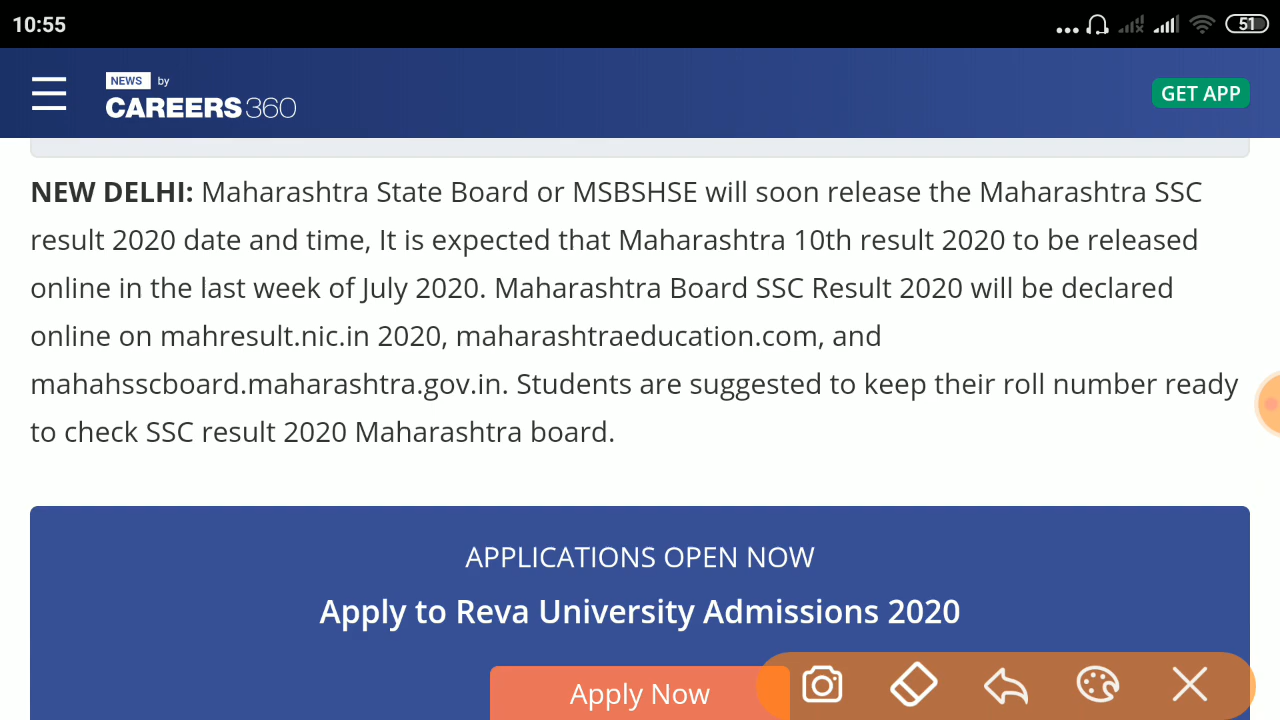 10:55
51
NEWS by
CAREERS360
GET APP
NEW DELHI: Maharashtra State Board or MSBSHSE will soon release the Maharashtra SSC
result 2020 date and time, It is expected that Maharashtra 10th result 2020 to be released
online in the last week of July 2020. Maharashtra Board SSC Result 2020 will be declared
online on mahresult.nic.in 2020, maharashtraeducation.com, and
mahahsscboard.maharashtra.gov.in. Students are suggested to keep their roll number ready
to check SSC result 2020 Maharashtra board.
APPLICATIONS OPEN NOW
Apply to Reva University Admissions 2020
Apply Now